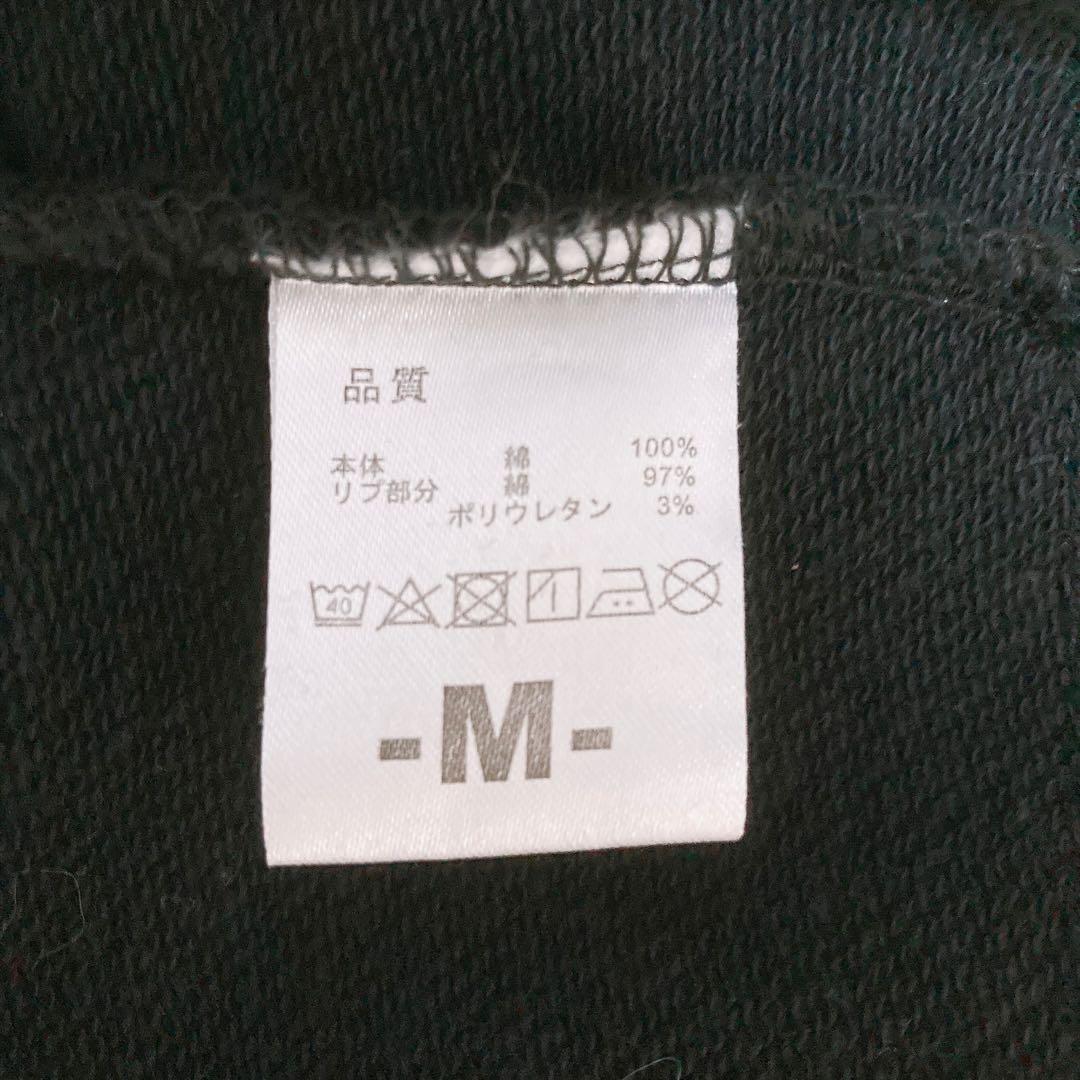 品質
本体 綿 100%
リブ部分 綿 97%
ポリウレタン 3%
40
-M-